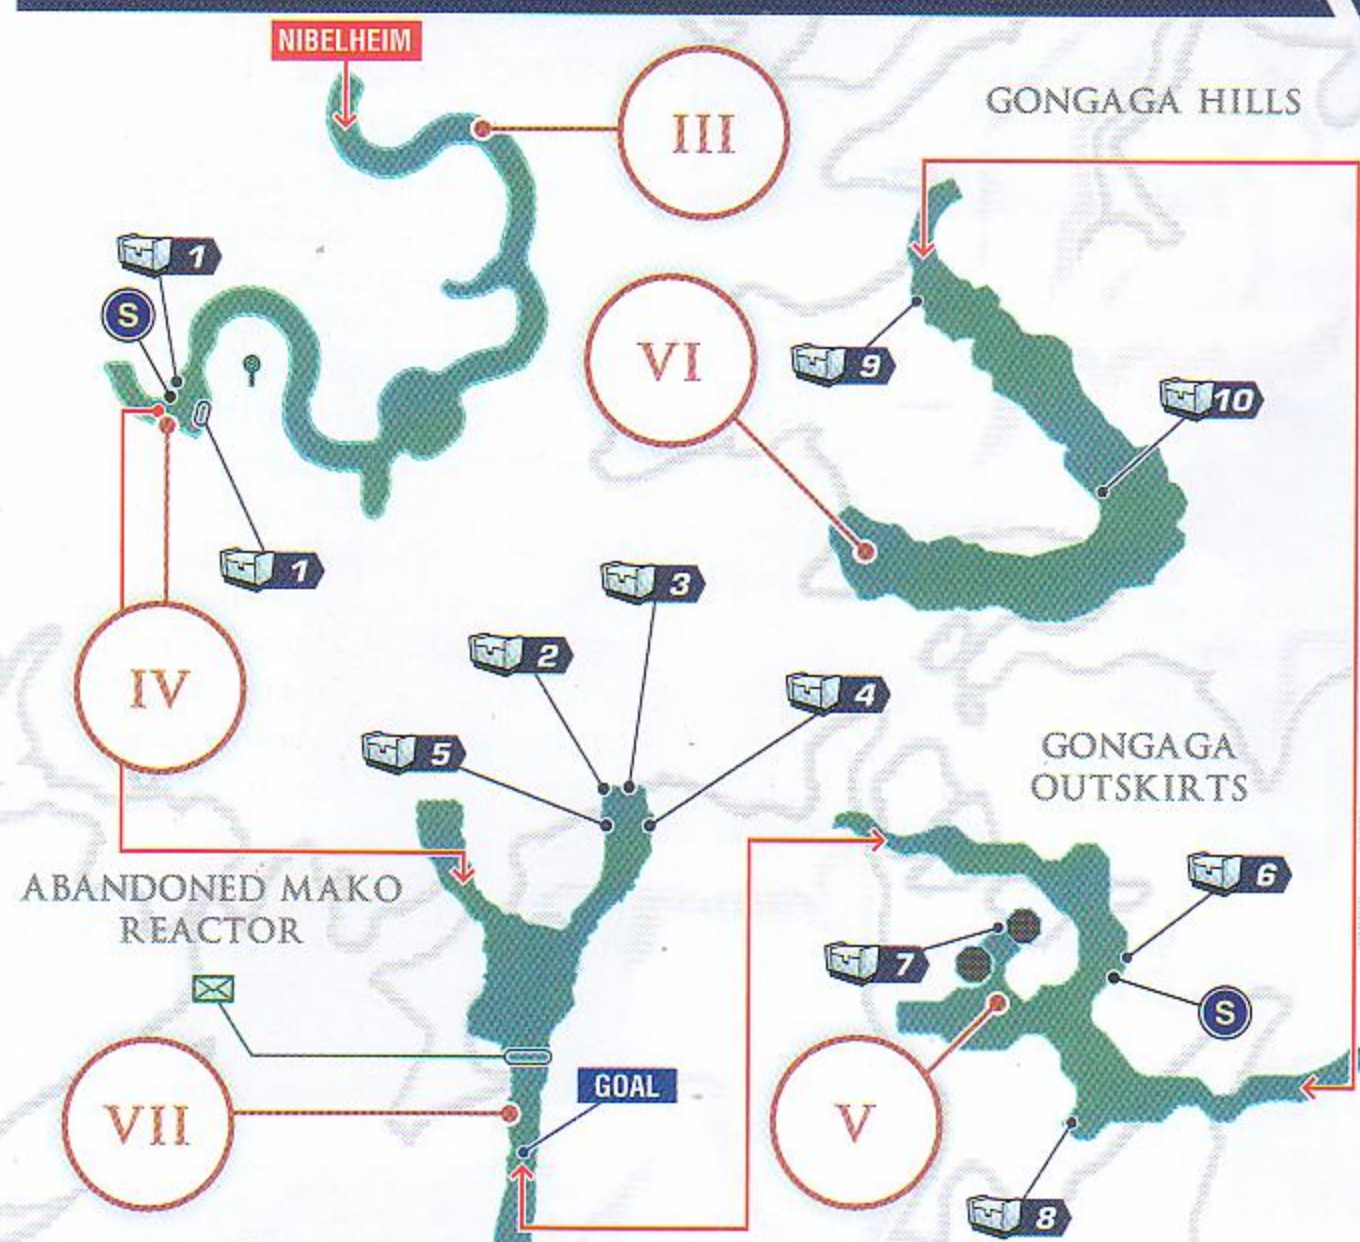 NIBELHEIM
III
GONGAGA HILLS
1
S
VI
9
10
1
3
2
4
IV
5
GONGAGA
OUTSKIRTS
ABANDONED MAKO
REACTOR
6
7
S
GOAL
VII
V
8